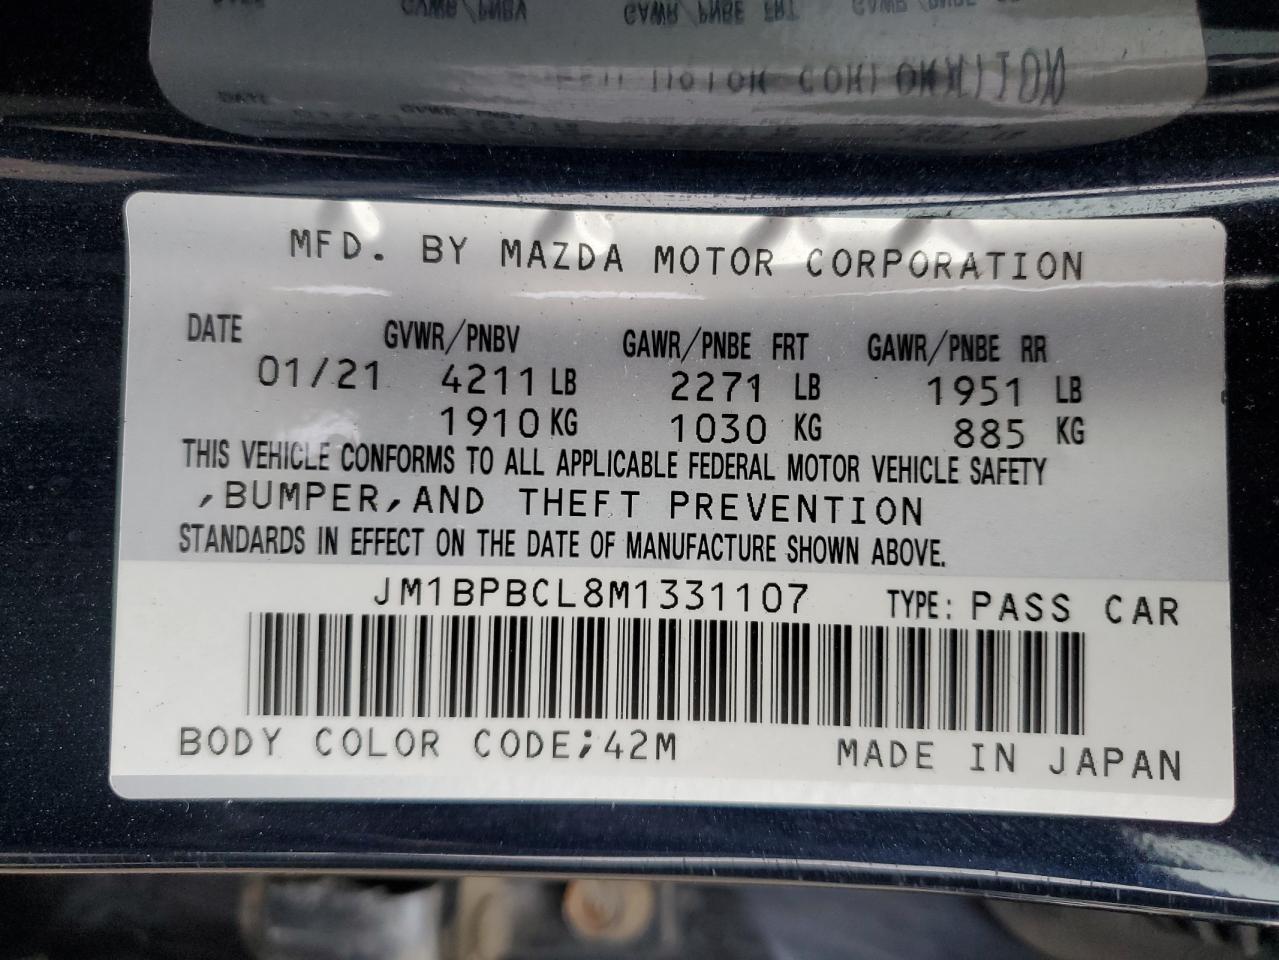 MFD. BY MAZDA MOTOR CORPORATION
DATE GVWR/PNBV GAWR/PNBE FRT GAWR/PNBE RR
01/21 4211 LB 2271 LB 1951 LB
1910 KG 1030 KG 885 KG
THIS VEHICLE CONFORMS TO ALL APPLICABLE FEDERAL MOTOR VEHICLE SAFETY
,BUMPER,AND THEFT PREVENTION
STANDARDS IN EFFECT ON THE DATE OF MANUFACTURE SHOWN ABOVE.
JM1BPBCL8M1331107 TYPE: PASS CAR
BODY COLOR CODE;42M MADE IN JAPAN